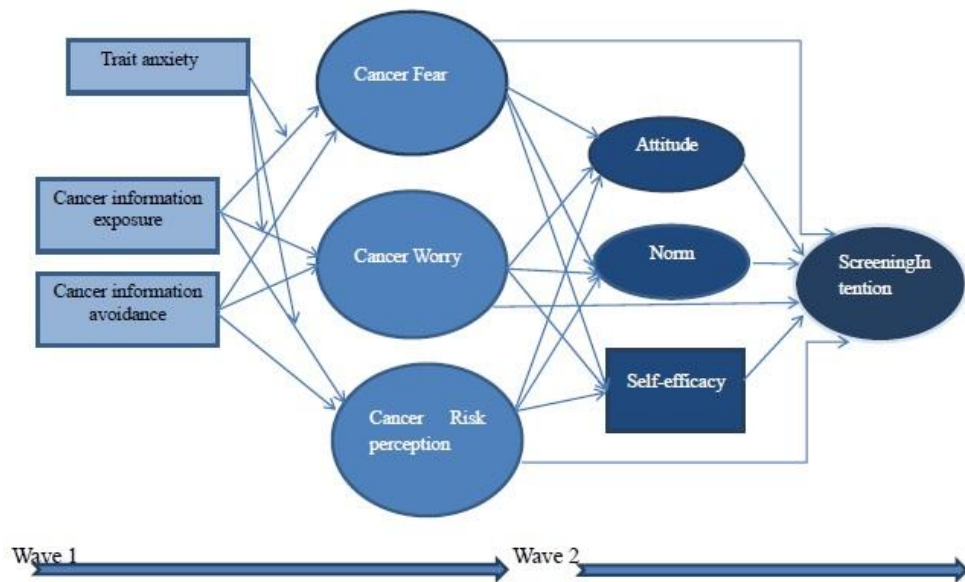 Trait anxiety
Cancer Fear
Attitude
Cancer information
exposure
Cancer Worry
Norm
ScreeningIn
tention
Cancer information
avoidance
Self-efficacy
Cancer Risk
perception
Wave 1
Wave 2